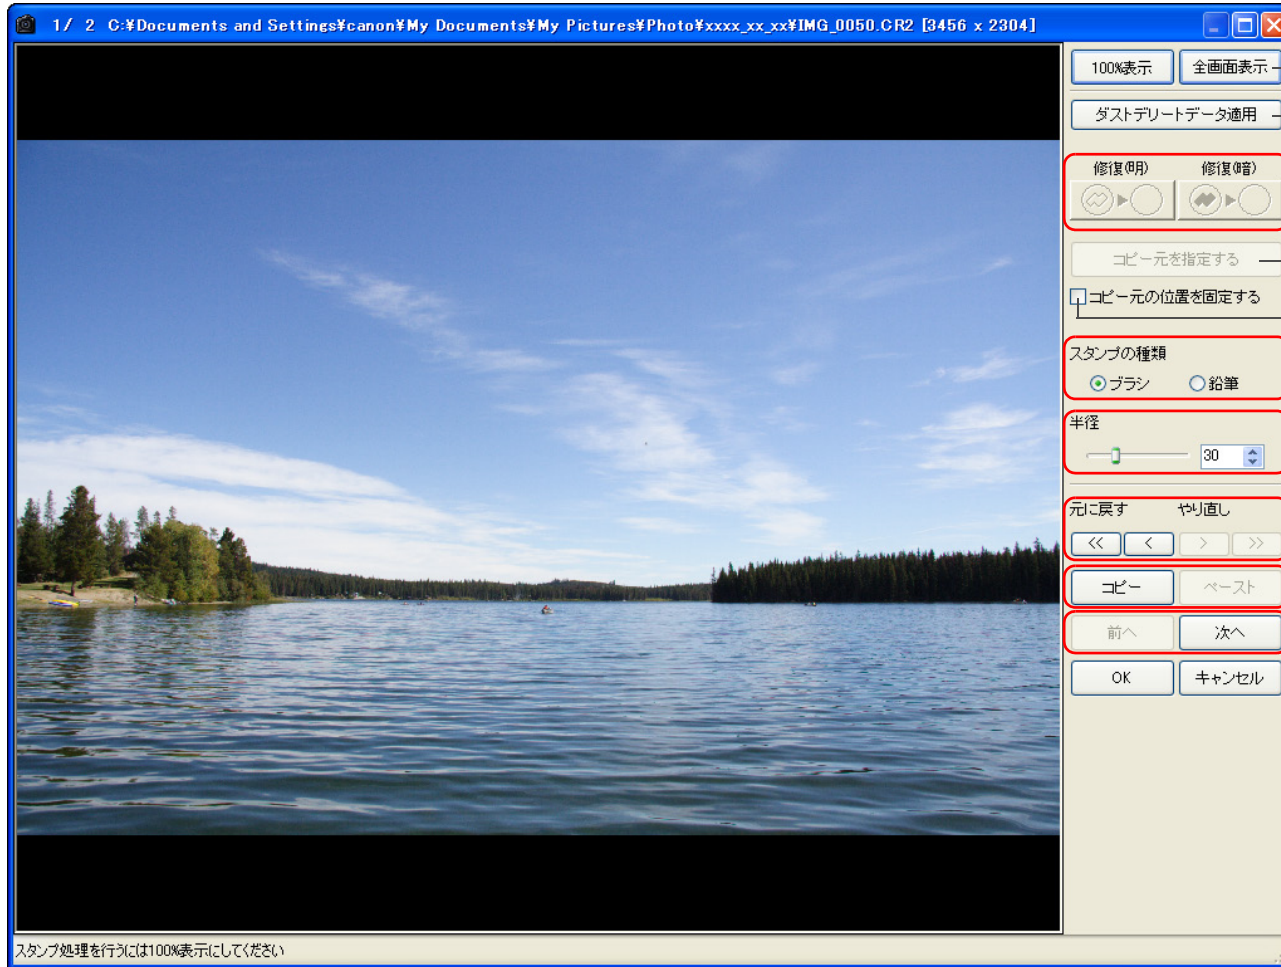 1/ 2 C:¥Documents and Settings¥canon¥My Documents¥My Pictures¥Photo¥xxxx_xx_xx¥IMG_0050.CR2 [3456 x 2304]
100%表示 全画面表示
ダストデリートデータ適用
修復(明) 修復(暗)
コピー元を指定する
コピー元の位置を固定する
スタンプの種類
ブラシ 鉛筆
半径
30
元に戻す やり直し
<< < > >>
コピー ペースト
前へ 次へ
OK キャンセル
スタンプ処理を行うには100%表示にしてください